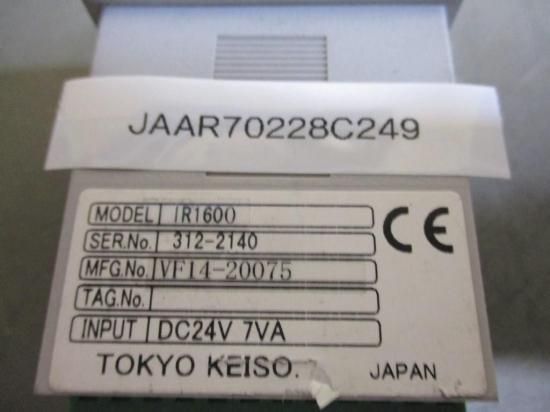 JAAR70228C249
MODEL IR1600
SER.No. 312-2140
MFG.No. VF14-20075
TAG.No.
INPUT DC24V 7VA
TOKYO KEISO. JAPAN
CE